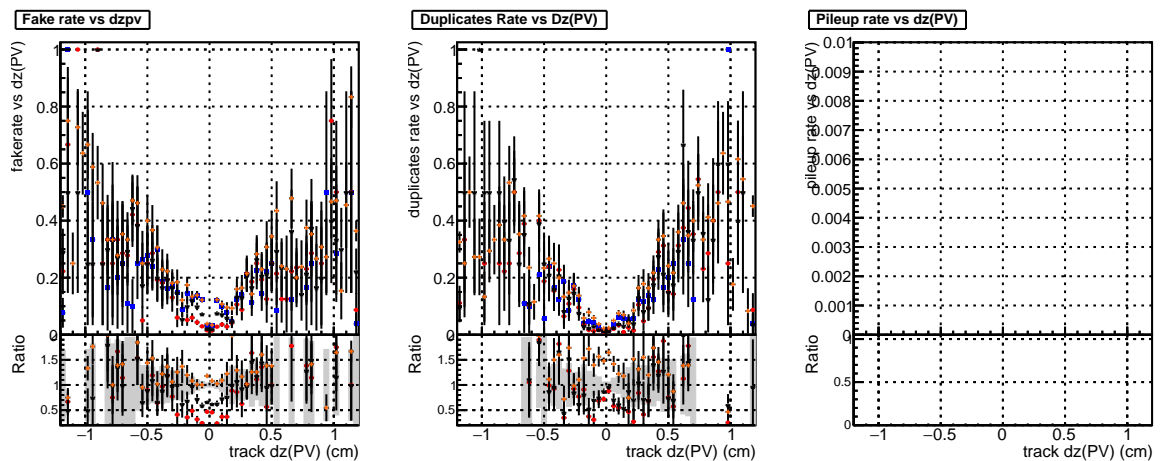 Fake rate vs dzpv
fakerate vs dz(PV)
1
0.8
0.6
0.4
0.2
0
Ratio
1.5
1
0.5
−1 −0.5 0 0.5 1
track dz(PV) (cm)
Duplicates Rate vs Dz(PV)
duplicates rate vs dz(PV)
1
0.8
0.6
0.4
0.2
0
Ratio
1.5
1
0.5
−1 −0.5 0 0.5 1
track dz(PV) (cm)
Pileup rate vs dz(PV)
pileup rate vs dz(PV)
0.01
0.009
0.008
0.007
0.006
0.005
0.004
0.003
0.002
0.001
0
Ratio
1
0.5
0
−1 −0.5 0 0.5 1
track dz(PV) (cm)